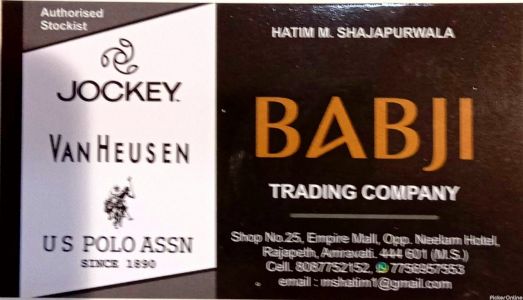 Authorised
Stockist
JOCKEY
VAN HEUSEN
U S POLO ASSN
SINCE 1890
HATIM M. SHAJAPURWALA
BABJI
TRADING COMPANY
Shop No.25, Empire Mall, Opp. Neelam Hotel,
Rajapeth, Amravati. 444 601 (M.S.)
Cell. 8087752152, 7756957553
email : mshatim1@gmail.com
PickerOnline